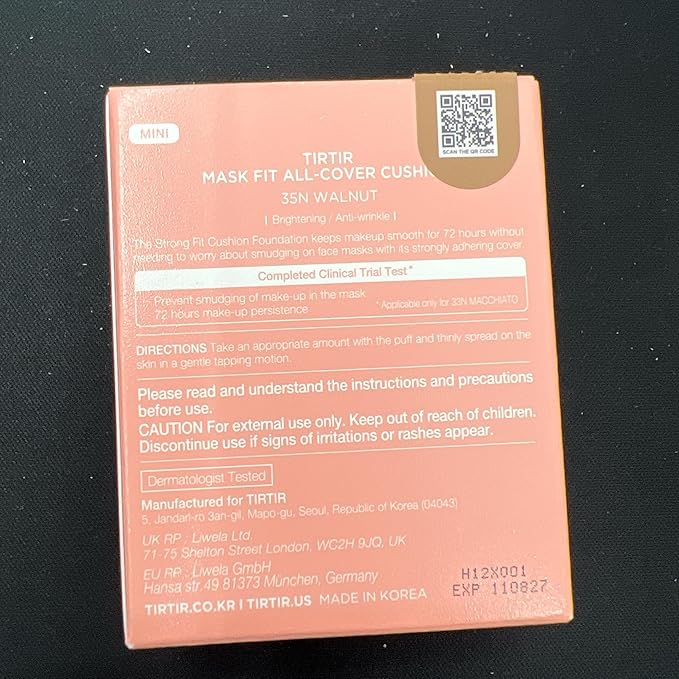 MINI
SCAN THE QR CODE
TIRTIR
MASK FIT ALL-COVER CUSHI
35N WALNUT
| Brightening / Anti-wrinkle |
The Strong Fit Cushion Foundation keeps makeup smooth for 72 hours without
needing to worry about smudging on face masks with its strongly adhering cover.
Completed Clinical Trial Test*
Prevent smudging of make-up in the mask
72 hours make-up persistence
* Applicable only for 33N MACCHIATO
DIRECTIONS Take an appropriate amount with the puff and thinly spread on the
skin in a gentle tapping motion.
Please read and understand the instructions and precautions
before use.
CAUTION For external use only. Keep out of reach of children.
Discontinue use if signs of irritations or rashes appear.
Dermatologist Tested
Manufactured for TIRTIR
5, Jandari-ro 3an-gil, Mapo-gu, Seoul, Republic of Korea (04043)
UK RP : Liwela Ltd.
71-75 Shelton Street London, WC2H 9JQ, UK
EU RP : Liwela GmbH
Hansa str.49 81373 München, Germany
TIRTIR.CO.KR | TIRTIR.US MADE IN KOREA
H12X001
EXP 110827